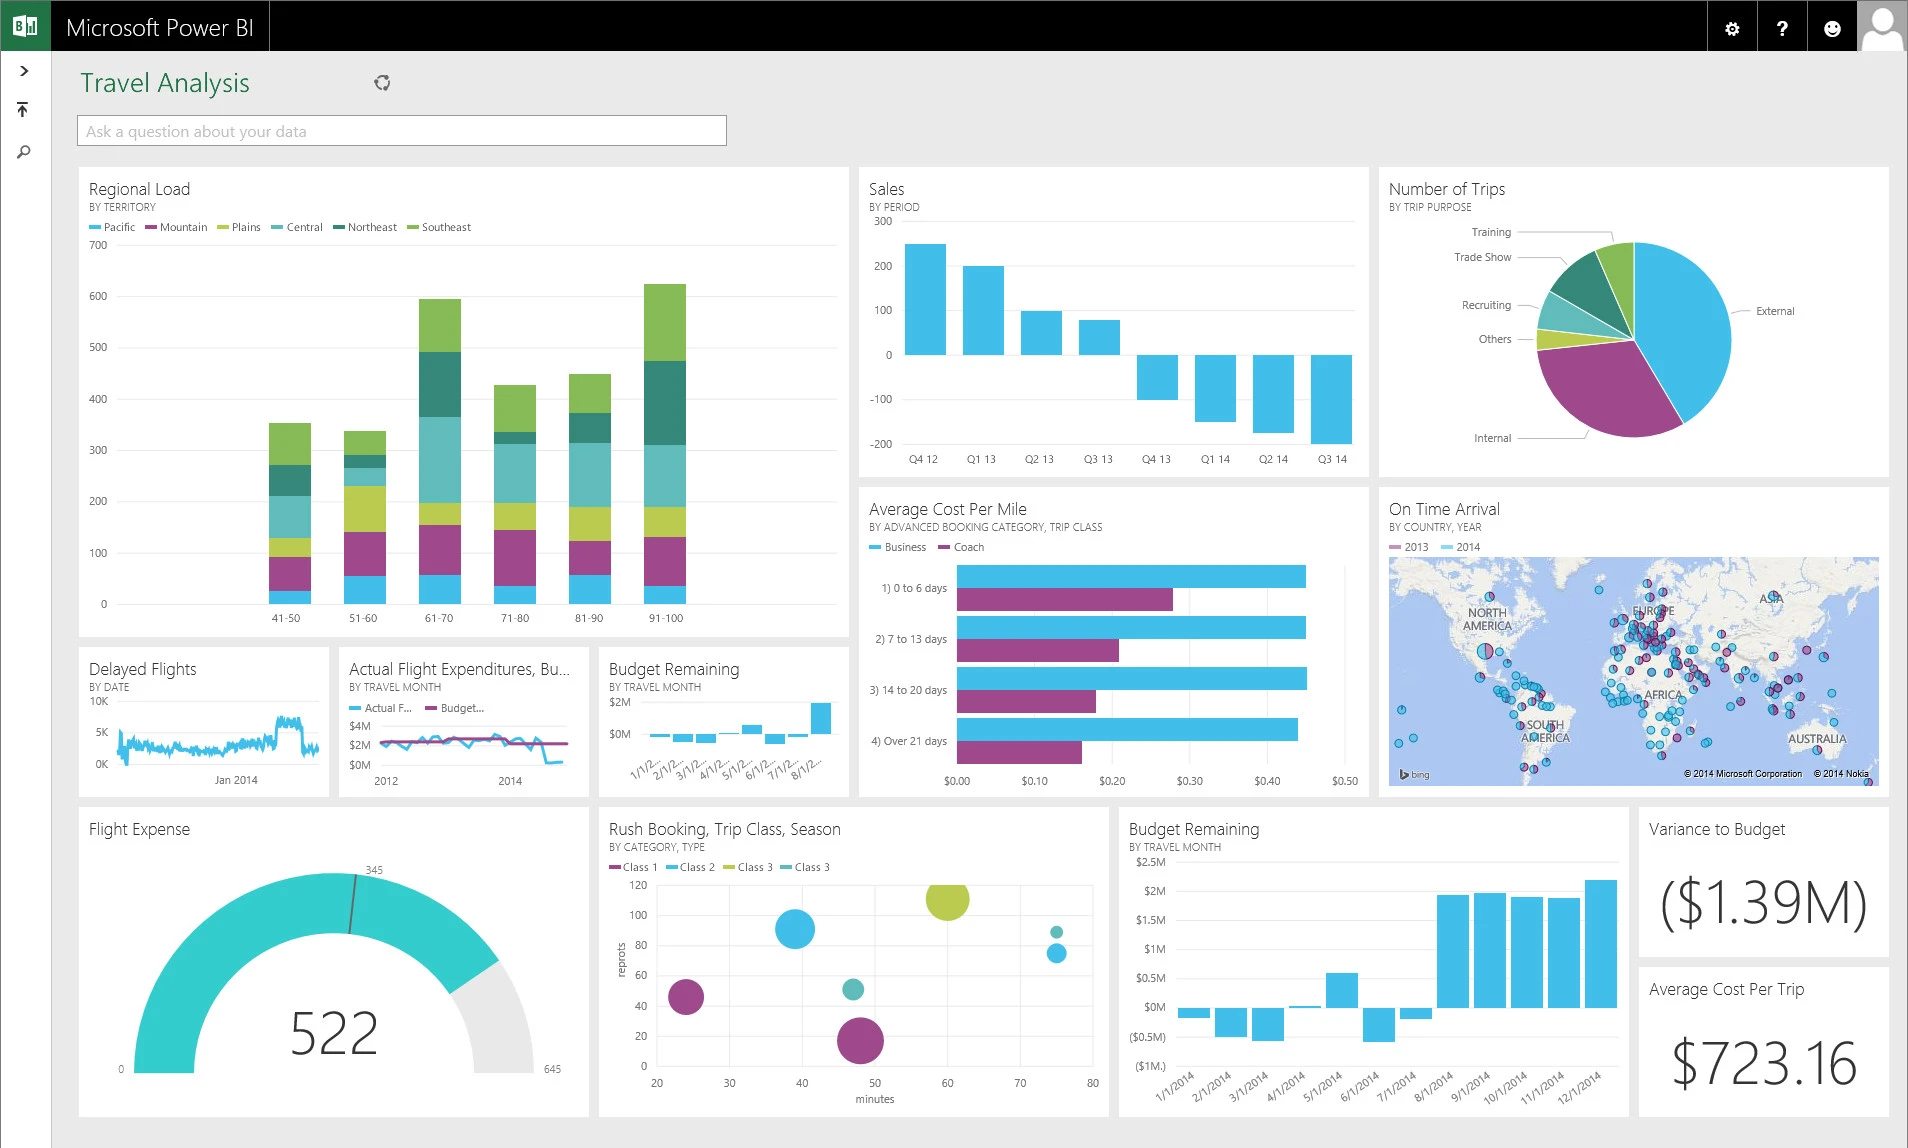 Microsoft Power BI
?
Travel Analysis
Ask a question about your data
Regional Load
BY TERRITORY
Pacific Mountain Plains Central Northeast Southeast
700
600
500
400
300
200
100
0
41-50 51-60 61-70 71-80 81-90 91-100
Sales
BY PERIOD
300
200
100
0
-100
-200
Q4 12 Q1 13 Q2 13 Q3 13 Q4 13 Q1 14 Q2 14 Q3 14
Number of Trips
BY TRIP PURPOSE
Training
Trade Show
Recruiting
External
Others
Internal
Average Cost Per Mile
BY ADVANCED BOOKING CATEGORY, TRIP CLASS
Business Coach
1) 0 to 6 days
2) 7 to 13 days
3) 14 to 20 days
4) Over 21 days
$0.00 $0.10 $0.20 $0.30 $0.40 $0.50
On Time Arrival
BY COUNTRY, YEAR
2013 2014
NORTH
AMERICA
EUROPE
ASIA
AFRICA
SOUTH
AMERICA
AUSTRALIA
bing
© 2014 Microsoft Corporation © 2014 Nokia
Delayed Flights
BY DATE
10K
5K
0K
Jan 2014
Actual Flight Expenditures, Bu...
BY TRAVEL MONTH
Actual F... Budget...
$4M
$2M
$0M
2012 2014
Budget Remaining
BY TRAVEL MONTH
$2M
$0M
1/1/2... 2/1/2... 3/1/2... 4/1/2... 5/1/2... 6/1/2... 7/1/2... 8/1/2...
Flight Expense
345
522
0
645
Rush Booking, Trip Class, Season
BY CATEGORY, TYPE
Class 1 Class 2 Class 3 Class 3
120
100
80
60
40
20
0
reprots
20 30 40 50 60 70 80
minutes
Budget Remaining
BY TRAVEL MONTH
$2.5M
$2M
$1.5M
$1M
$0.5M
$0M
($0.5M)
($1M.)
1/1/2014 2/1/2014 3/1/2014 4/1/2014 5/1/2014 6/1/2014 7/1/2014 8/1/2014 9/1/2014 10/1/2014 11/1/2014 12/1/2014
Variance to Budget
($1.39M)
Average Cost Per Trip
$723.16